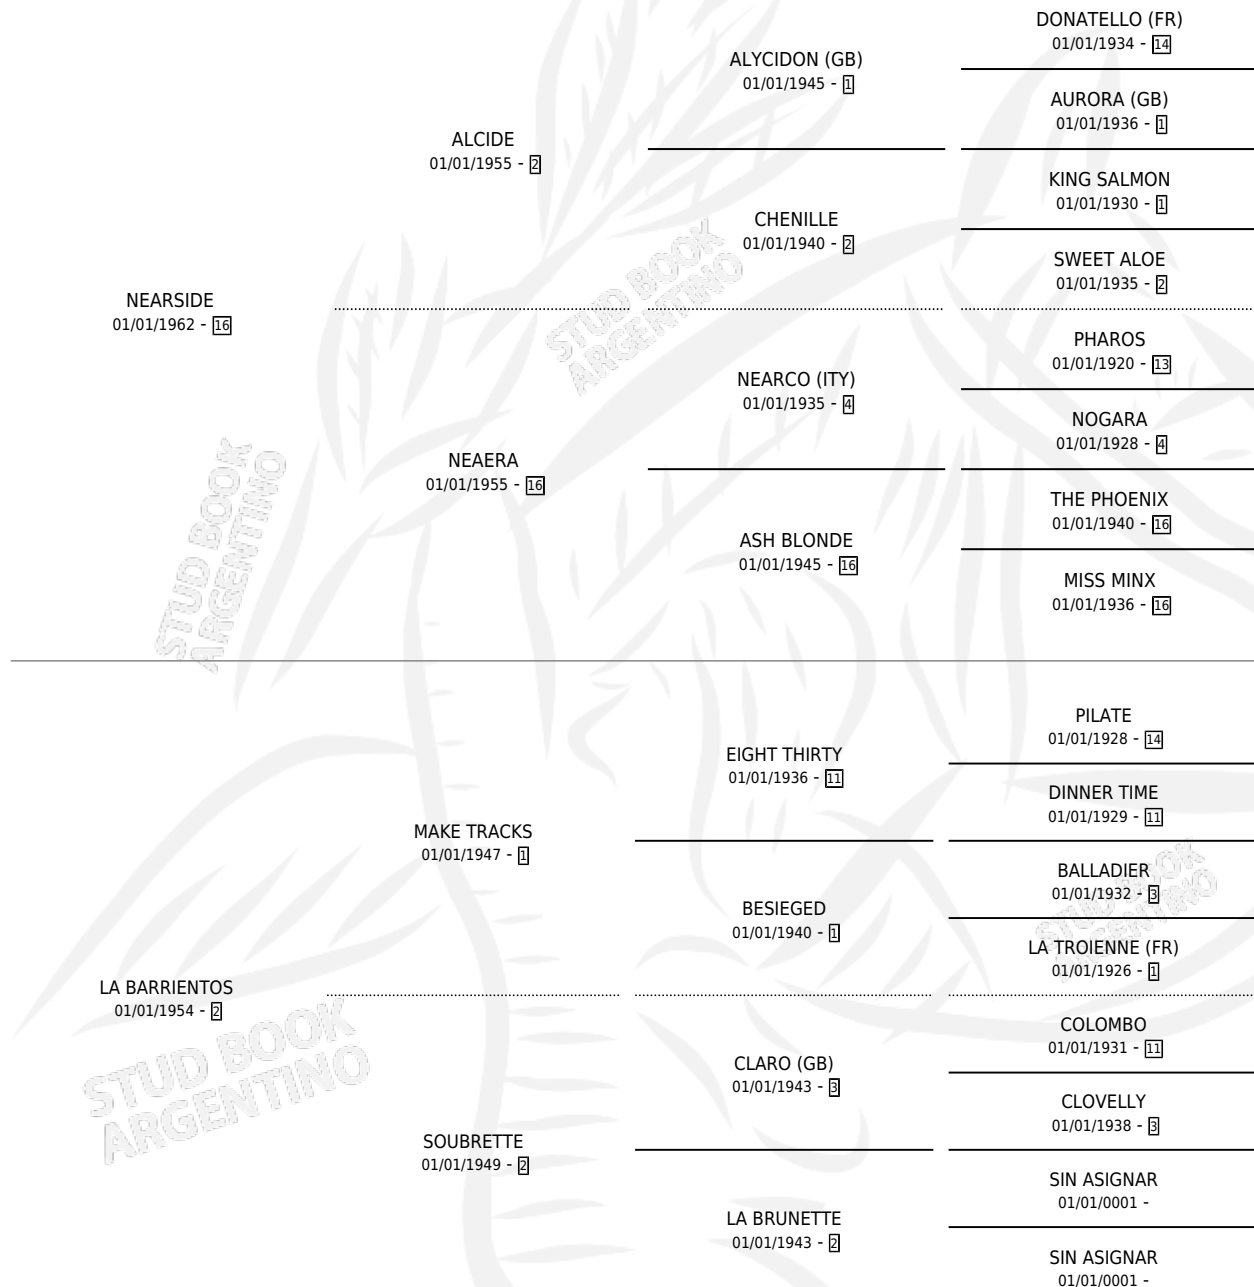 DONATELLO (FR)
01/01/1934 - 14
ALYCIDON (GB)
01/01/1945 - 1
AURORA (GB)
01/01/1936 - 1
ALCIDE
01/01/1955 - 2
KING SALMON
01/01/1930 - 1
CHENILLE
01/01/1940 - 2
SWEET ALOE
01/01/1935 - 2
NEARSIDE
01/01/1962 - 16
PHAROS
01/01/1920 - 13
NEARCO (ITY)
01/01/1935 - 4
NOGARA
01/01/1928 - 4
NEAERA
01/01/1955 - 16
THE PHOENIX
01/01/1940 - 16
ASH BLONDE
01/01/1945 - 16
MISS MINX
01/01/1936 - 16
STUD BOOK
ARGENTINO
STUD BOOK
ARGENTINO
PILATE
01/01/1928 - 14
EIGHT THIRTY
01/01/1936 - 11
DINNER TIME
01/01/1929 - 11
MAKE TRACKS
01/01/1947 - 1
BALLADIER
01/01/1932 - 3
BESIEGED
01/01/1940 - 1
LA TROIENNE (FR)
01/01/1926 - 1
LA BARRIENTOS
01/01/1954 - 2
COLOMBO
01/01/1931 - 11
CLARO (GB)
01/01/1943 - 3
CLOVELLY
01/01/1938 - 3
SOUBRETTE
01/01/1949 - 2
SIN ASIGNAR
01/01/0001 -
LA BRUNETTE
01/01/1943 - 2
SIN ASIGNAR
01/01/0001 -
STUD BOOK
ARGENTINO
STUD BOOK
ARGENTINO